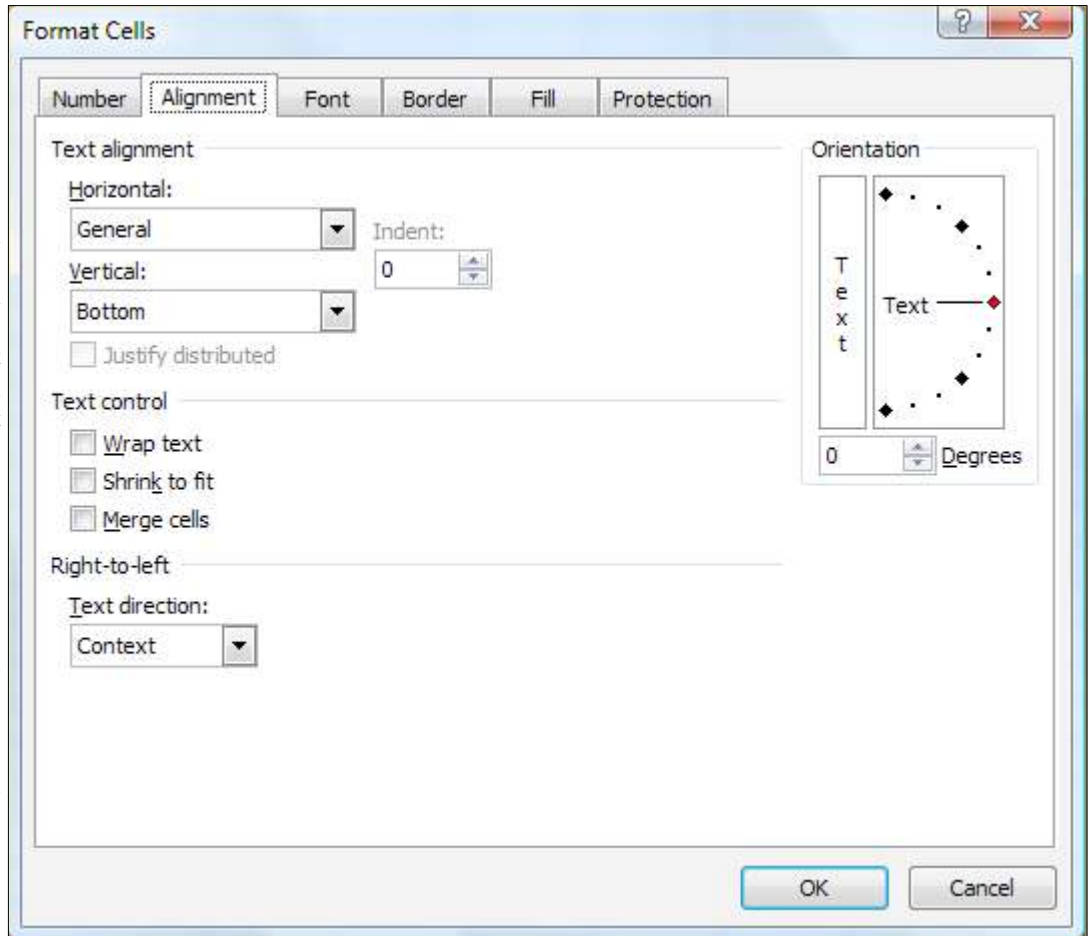 Format Cells
Number Alignment Font Border Fill Protection
Text alignment
Horizontal:
General
Indent:
0
Vertical:
Bottom
Justify distributed
Text control
Wrap text
Shrink to fit
Merge cells
Right-to-left
Text direction:
Context
Orientation
Text
Text
0 Degrees
OK Cancel